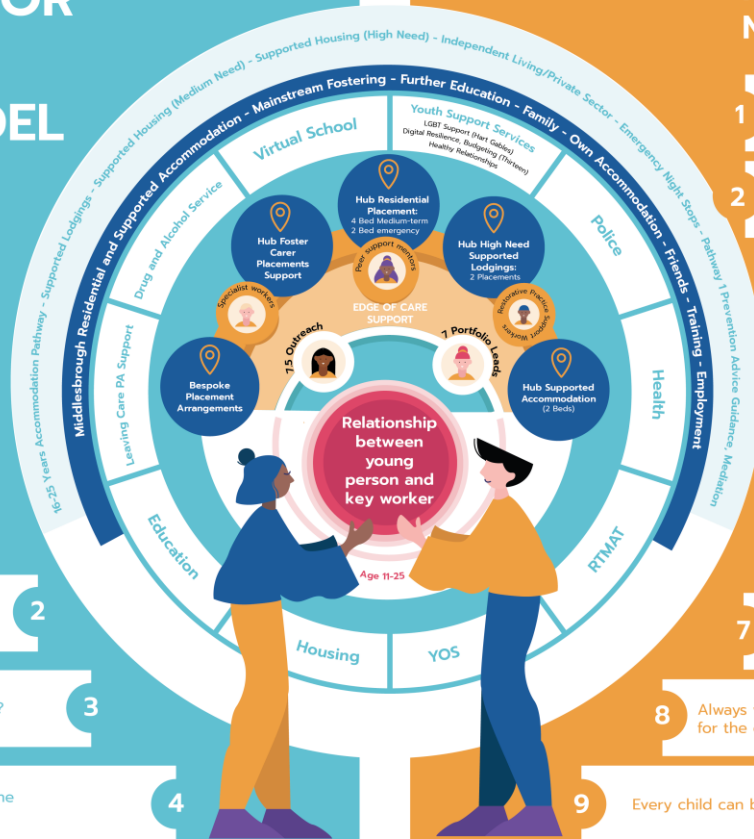 OR
DEL
16-25 Years Accommodation Pathway - Supported Lodgings - Supported Housing (Medium Need) - Supported Housing (High Need) - Independent Living/Private Sector - Emergency Night Stops - Pathway 1 Prevention Advice Guidance, Mediation
Middlesbrough Residential and Supported Accommodation - Mainstream Fostering - Further Education - Family - Own Accommodation - Friends - Training - Employment
Virtual School
Youth Support Services
LGBT Support (Hart Gables)
Digital Resilience, Budgeting (Thirteen)
Healthy Relationships
Drug and Alcohol Service
Police
Leaving Care PA Support
Health
Education
RTMAT
Housing
YOS
Hub Residential
Placement:
4 Bed Medium-term
2 Bed emergency
Hub Foster
Carer
Placements
Support
Hub High Need
Supported
Lodgings:
2 Placements
Bespoke
Placement
Arrangements
Hub Supported
Accommodation
(2 Beds)
Specialist workers
Peer support mentors
Restorative Practice
Support Workers
EDGE OF CARE
SUPPORT
7.5 Outreach
7 Portfolio Leads
Relationship
between
young
person and
key worker
Age 11-25
2
3
?
4
ne
N
1
2
7
8
Always
for the
9
Every child can b